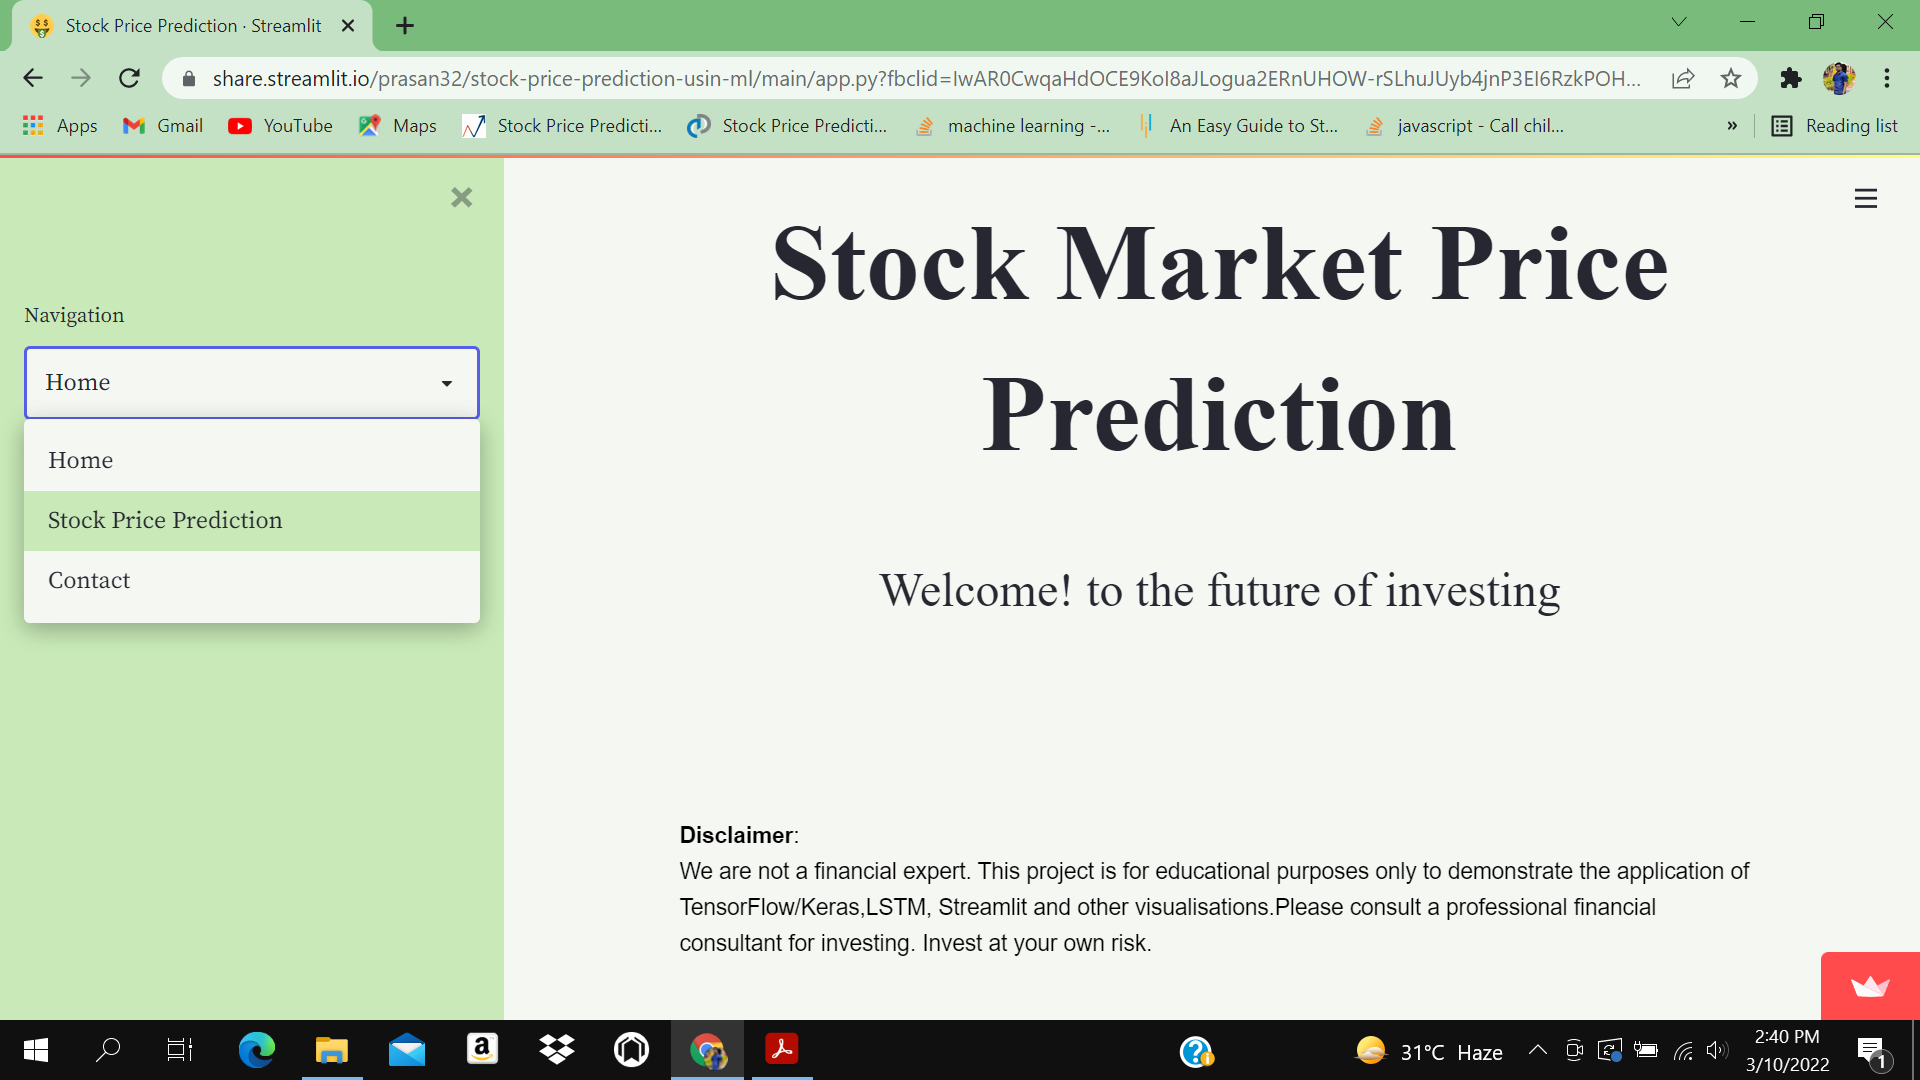 Stock Price Prediction · Streamlit
share.streamlit.io/prasan32/stock-price-prediction-usin-ml/main/app.py?fbclid=IwAR0CwqaHdOCE9KoI8aJLogua2ERnUHOW-rSLhuJUyb4jnP3EI6RzkPOH...
Apps Gmail YouTube Maps Stock Price Predicti... Stock Price Predicti... machine learning -... An Easy Guide to St... javascript - Call chil... » Reading list
Navigation
Home
Home
Stock Price Prediction
Contact
Stock Market Price
Prediction
Welcome! to the future of investing
Disclaimer:
We are not a financial expert. This project is for educational purposes only to demonstrate the application of
TensorFlow/Keras,LSTM, Streamlit and other visualisations.Please consult a professional financial
consultant for investing. Invest at your own risk.
31°C Haze
2:40 PM
3/10/2022
1